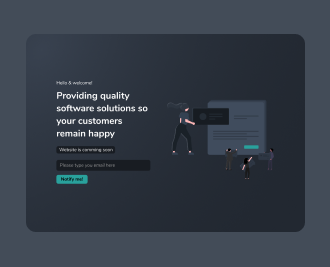 Hello & welcome!
Providing quality
software solutions so
your customers
remain happy
Website is comming soon
Please type you email here
Notify me!